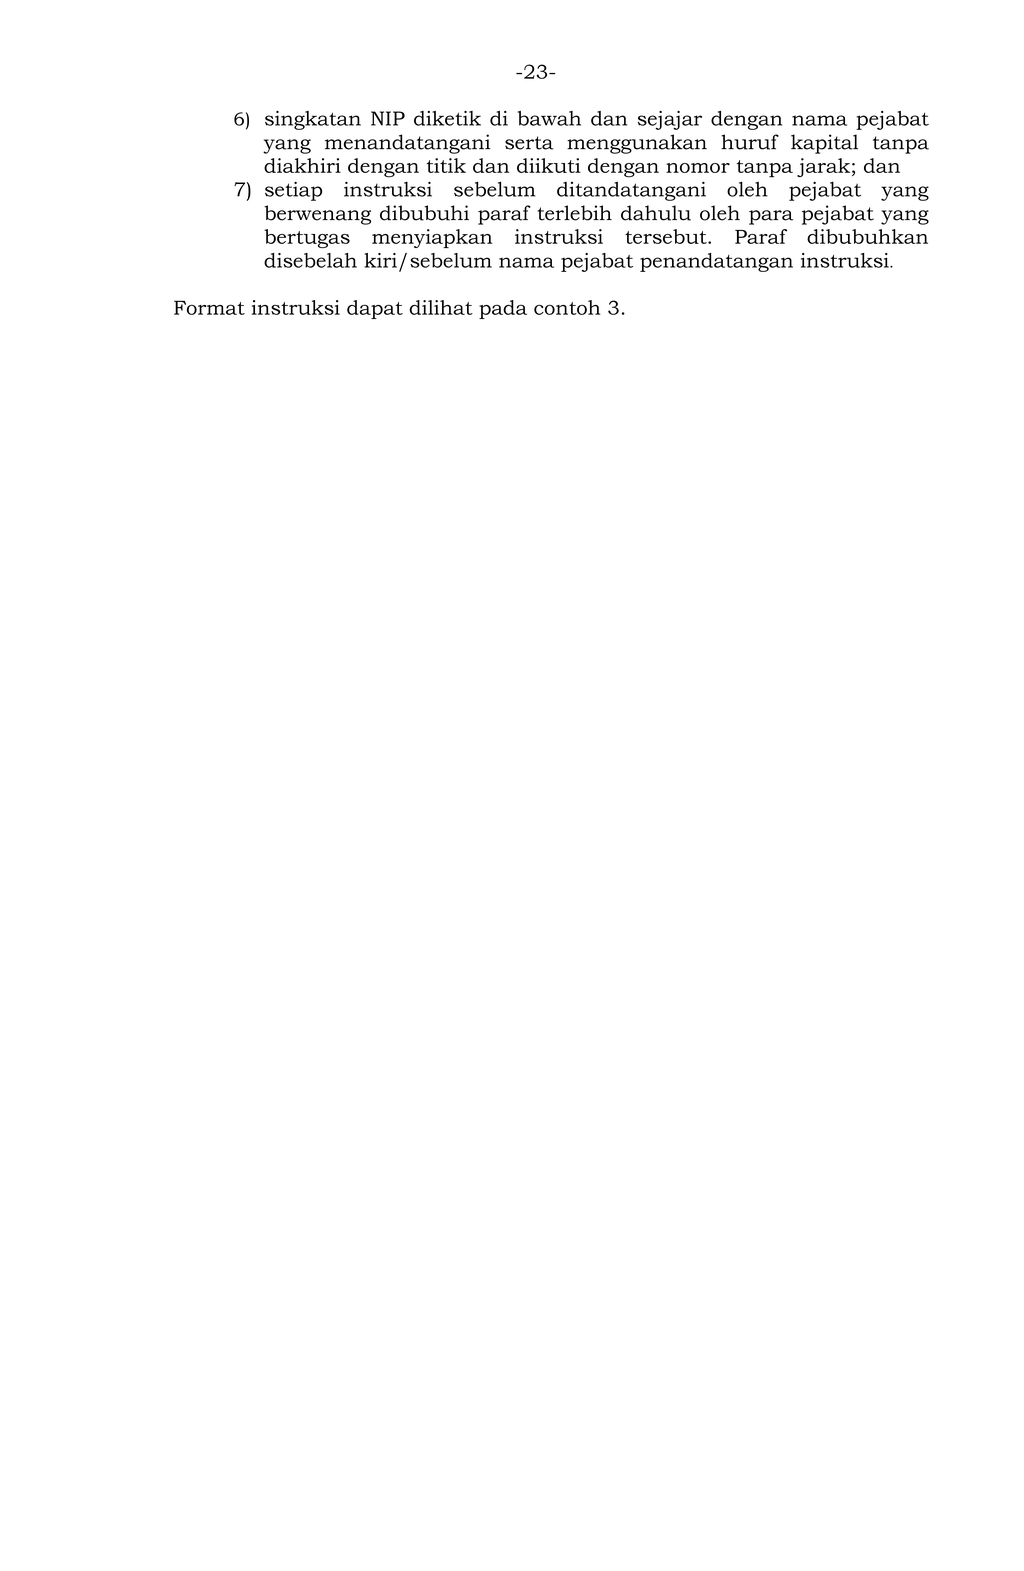 -23-
6) singkatan NIP diketik di bawah dan sejajar dengan nama pejabat
yang menandatangani serta menggunakan huruf kapital tanpa
diakhiri dengan titik dan diikuti dengan nomor tanpa jarak; dan
7) setiap instruksi sebelum ditandatangani oleh pejabat yang
berwenang dibubuhi paraf terlebih dahulu oleh para pejabat yang
bertugas menyiapkan instruksi tersebut. Paraf dibubuhkan
disebelah kiri/sebelum nama pejabat penandatangan instruksi.
Format instruksi dapat dilihat pada contoh 3.